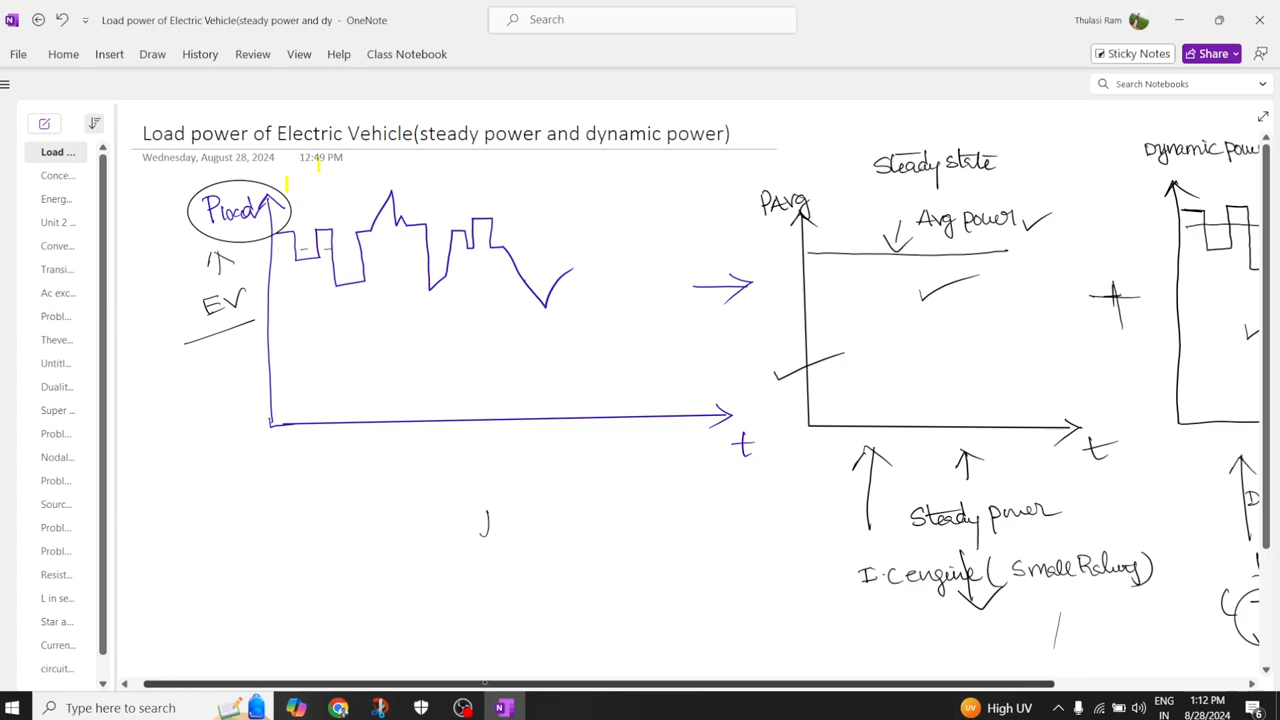 Load power of Electric Vehicle(steady power and dy - OneNote
Search
Thulasi Ram
File Home Insert Draw History Review View Help Class Notebook
Sticky Notes
Share
Search Notebooks
Load power of Electric Vehicle(steady power and dynamic power)
Wednesday, August 28, 2024 12:49 PM
Load ...
Conce...
Energ...
Unit 2
Conve...
Transi...
Ac exc...
Probl...
Theve...
Untitl...
Dualit...
Super ...
Probl...
Nodal...
Probl...
Sourc...
Probl...
Probl...
Resist...
L in se...
Star a...
Curren...
circuit...
Pload
EV
t
Steady state
PAvg
Avg power
t
Steady power
I.C engine ( Small Rating)
+
Dynamic powe
D
Type here to search
High UV
ENG
IN
1:12 PM
8/28/2024
6